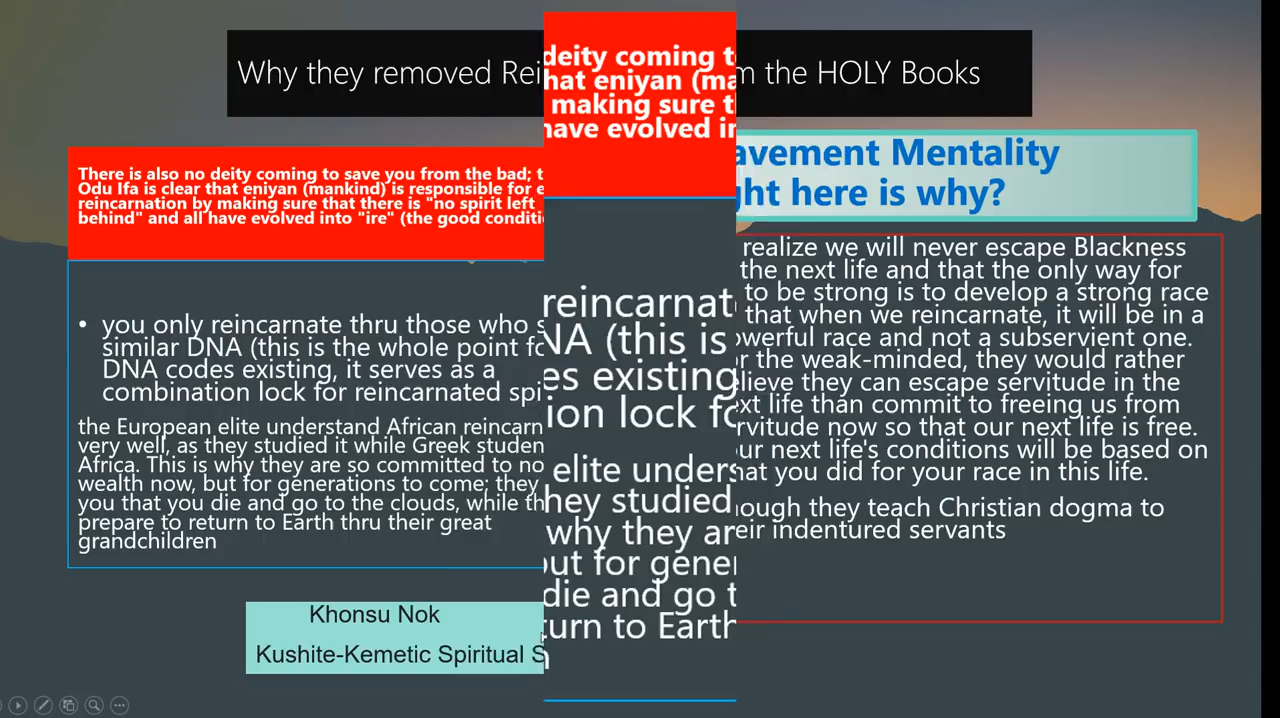 Why they removed Rei
m the HOLY Books
There is also no deity coming to save you from the bad; t
Odu Ifa is clear that eniyan (mankind) is responsible for e
reincarnation by making sure that there is "no spirit left
behind" and all have evolved into "ire" (the good conditi
• you only reincarnate thru those who s
similar DNA (this is the whole point fo
DNA codes existing, it serves as a
combination lock for reincarnated spi
the European elite understand African reincarn
very well, as they studied it while Greek studen
Africa. This is why they are so committed to no
wealth now, but for generations to come; they
you that you die and go to the clouds, while th
prepare to return to Earth thru their great
grandchildren
Khonsu Nok
Kushite-Kemetic Spiritual S
deity coming t
hat eniyan (ma
making sure t
have evolved i
reincarnat
NA (this is
es existing
ion lock fo
elite unders
they studied
why they ar
but for gener
die and go t
turn to Earth
avement Mentality
ght here is why?
realize we will never escape Blackness
the next life and that the only way for
to be strong is to develop a strong race
that when we reincarnate, it will be in a
owerful race and not a subservient one.
r the weak-minded, they would rather
elieve they can escape servitude in the
ext life than commit to freeing us from
rvitude now so that our next life is free.
our next life's conditions will be based on
hat you did for your race in this life.
hough they teach Christian dogma to
eir indentured servants